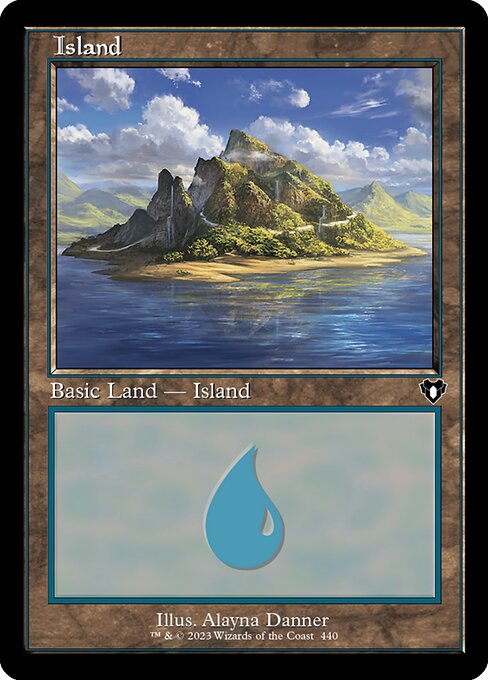 Island
Basic Land — Island
Illus. Alayna Danner
™ & © 2023 Wizards of the Coast 440